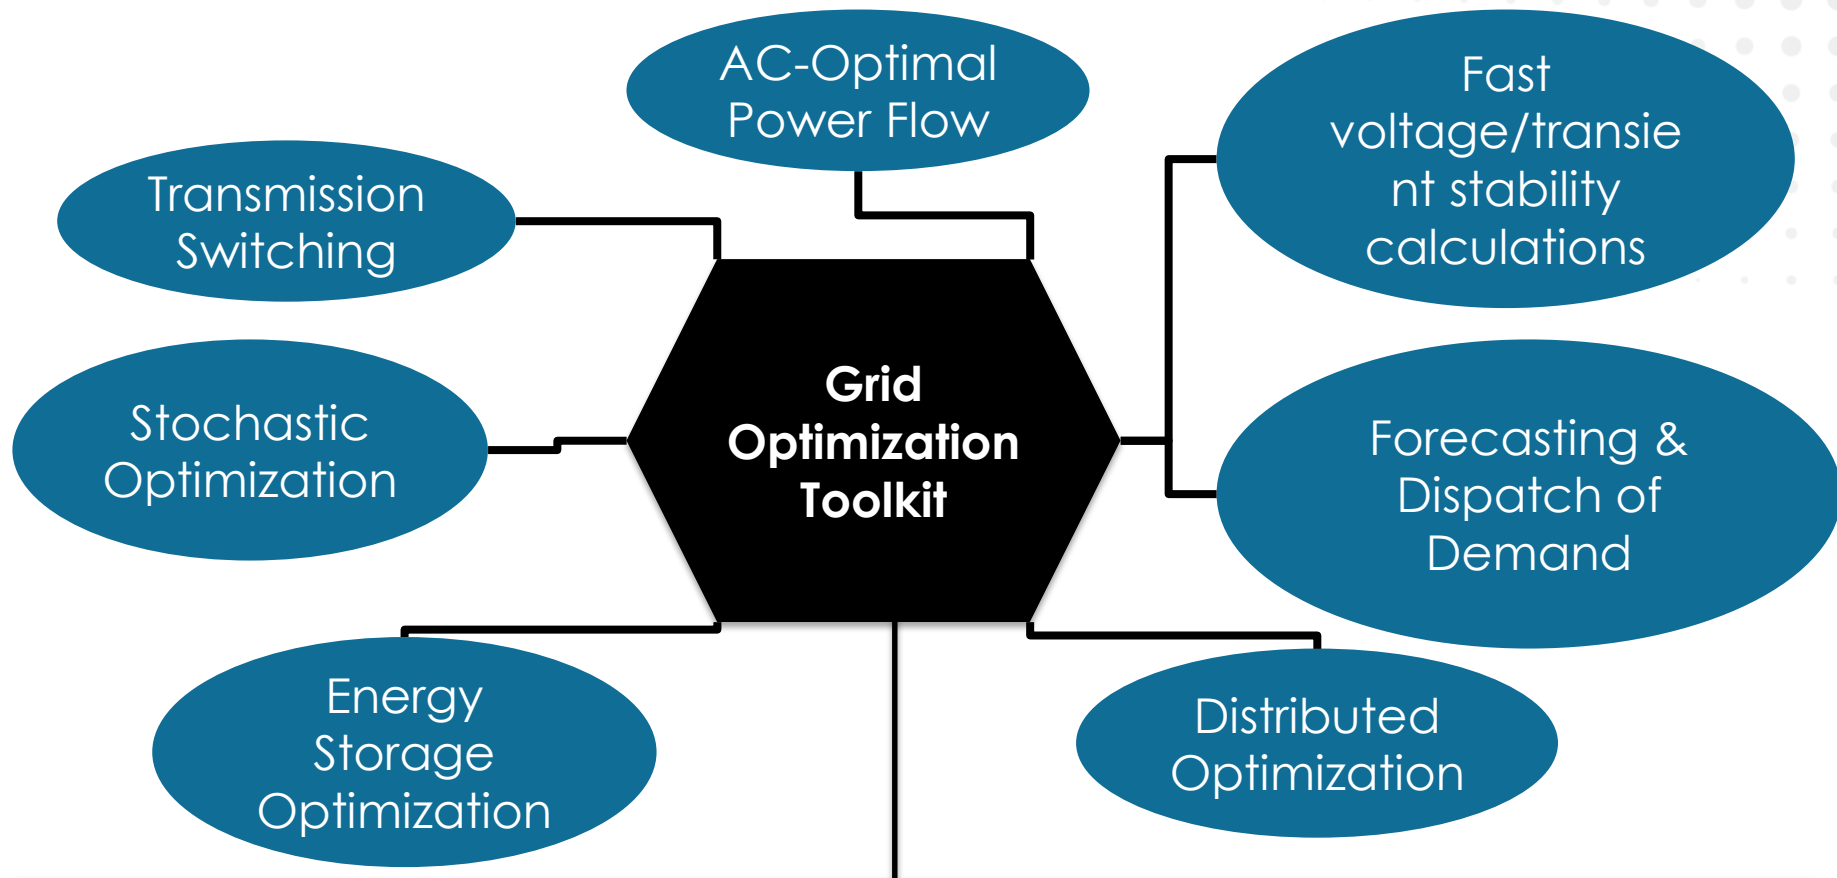 AC-Optimal
Power Flow
Fast
voltage/transie
nt stability
calculations
Transmission
Switching
Grid
Optimization
Toolkit
Stochastic
Optimization
Forecasting &
Dispatch of
Demand
Energy
Storage
Optimization
Distributed
Optimization